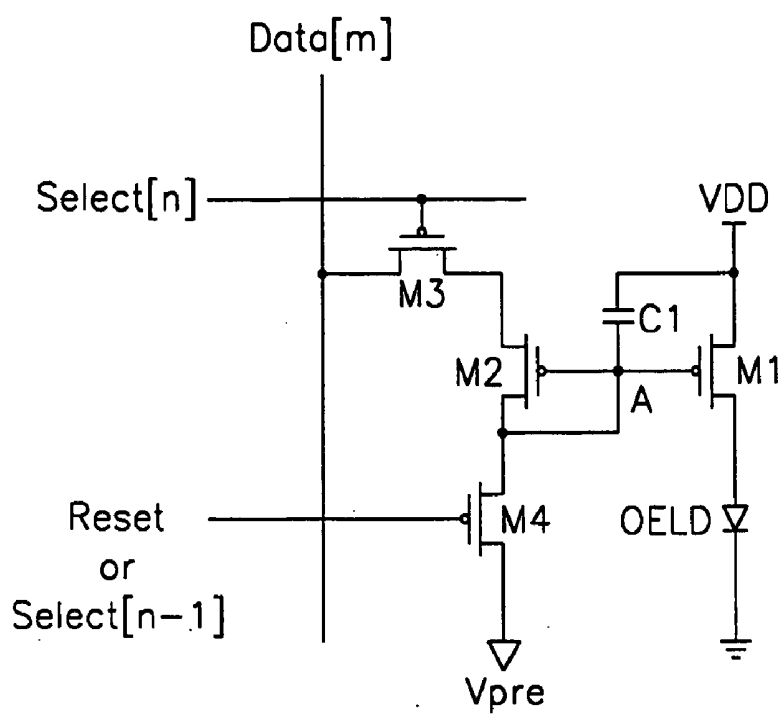 Data[m]
Select[n]
VDD
M3
C1
M2
M1
A
Reset
or
Select[n-1]
M4
OELD
Vpre